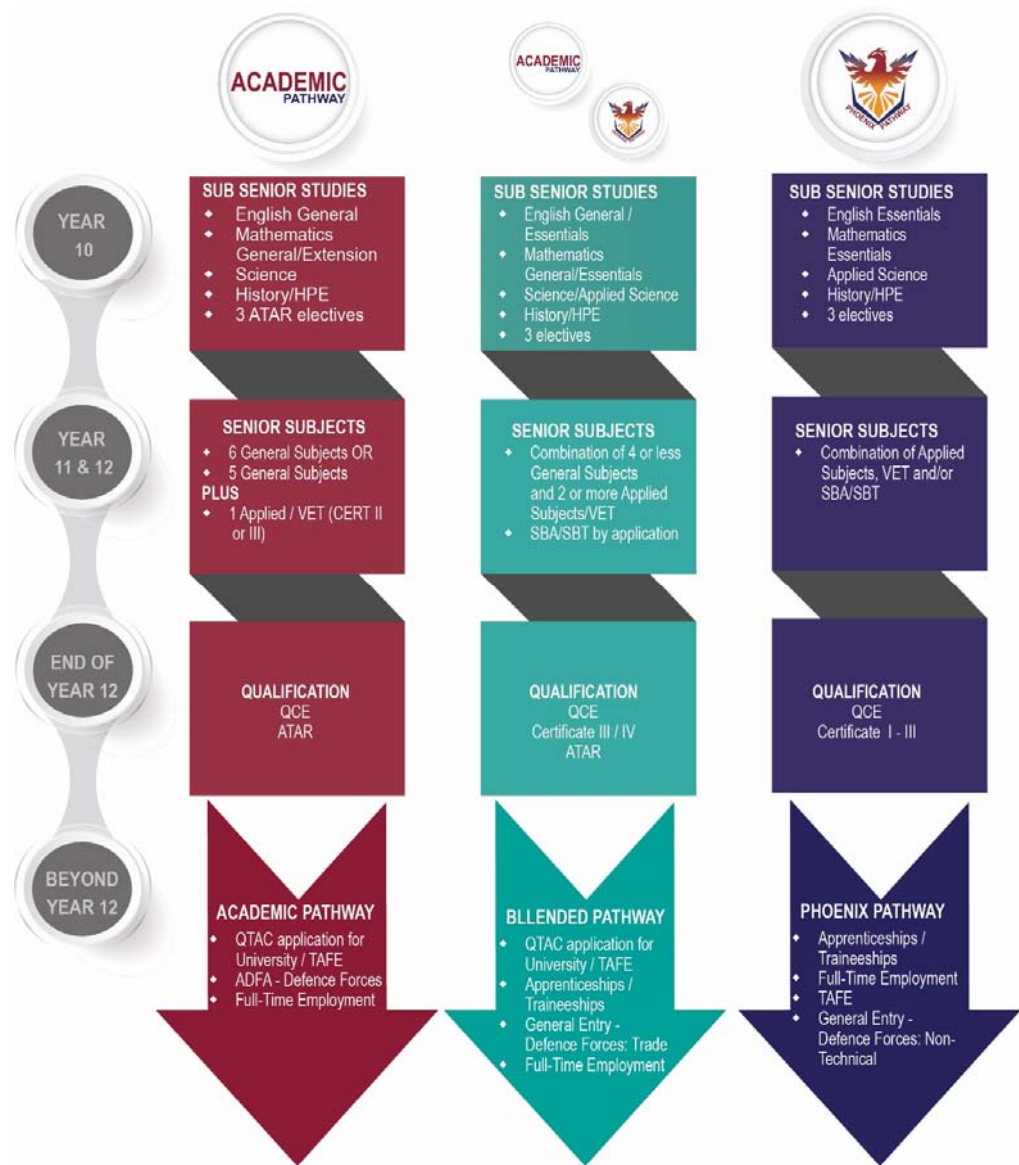 ACADEMIC
PATHWAY
ACADEMIC
PATHWAY
PHOENIX PATHWAY
PHOENIX PATHWAY
YEAR
10
SUB SENIOR STUDIES
◆ English General
◆ Mathematics
General/Extension
◆ Science
◆ History/HPE
◆ 3 ATAR electives
SUB SENIOR STUDIES
◆ English General /
Essentials
◆ Mathematics
General/Essentials
◆ Science/Applied Science
◆ History/HPE
◆ 3 electives
SUB SENIOR STUDIES
◆ English Essentials
◆ Mathematics
Essentials
◆ Applied Science
◆ History/HPE
◆ 3 electives
YEAR
11 & 12
SENIOR SUBJECTS
◆ 6 General Subjects OR
◆ 5 General Subjects
PLUS
◆ 1 Applied / VET (CERT II
or III)
SENIOR SUBJECTS
◆ Combination of 4 or less
General Subjects
and 2 or more Applied
Subjects/VET
◆ SBA/SBT by application
SENIOR SUBJECTS
◆ Combination of Applied
Subjects, VET and/or
SBA/SBT
END OF
YEAR 12
QUALIFICATION
QCE
ATAR
QUALIFICATION
QCE
Certificate III / IV
ATAR
QUALIFICATION
QCE
Certificate I - III
BEYOND
YEAR 12
ACADEMIC PATHWAY
◆ QTAC application for
University / TAFE
◆ ADFA - Defence Forces
◆ Full-Time Employment
BLLENDED PATHWAY
◆ QTAC application for
University / TAFE
◆ Apprenticeships /
Traineeships
◆ General Entry -
Defence Forces: Trade
◆ Full-Time Employment
PHOENIX PATHWAY
◆ Apprenticeships /
Traineeships
◆ Full-Time Employment
◆ TAFE
◆ General Entry -
Defence Forces: Non-
Technical